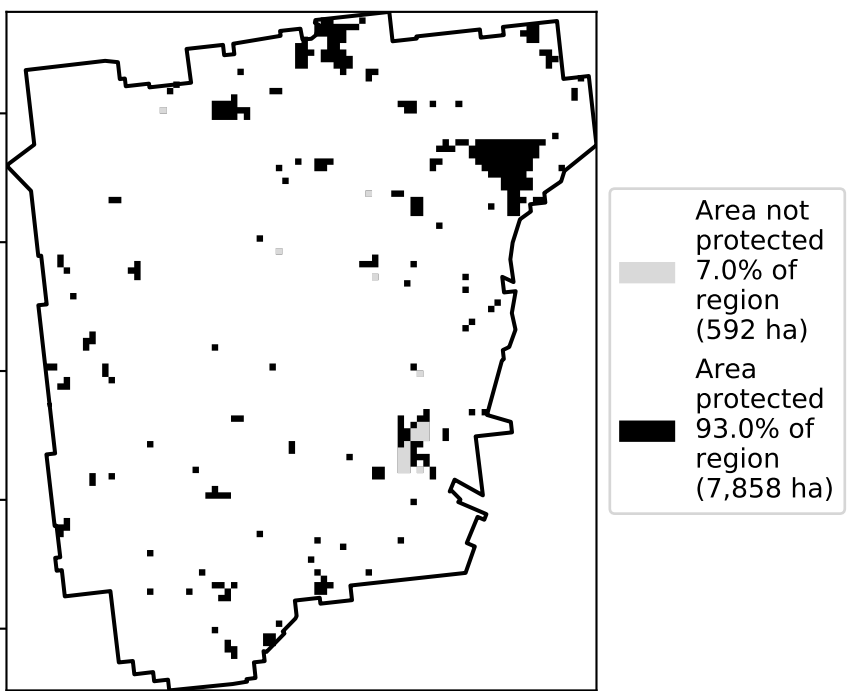 Area not
protected
7.0% of
region
(592 ha)
Area
protected
93.0% of
region
(7,858 ha)